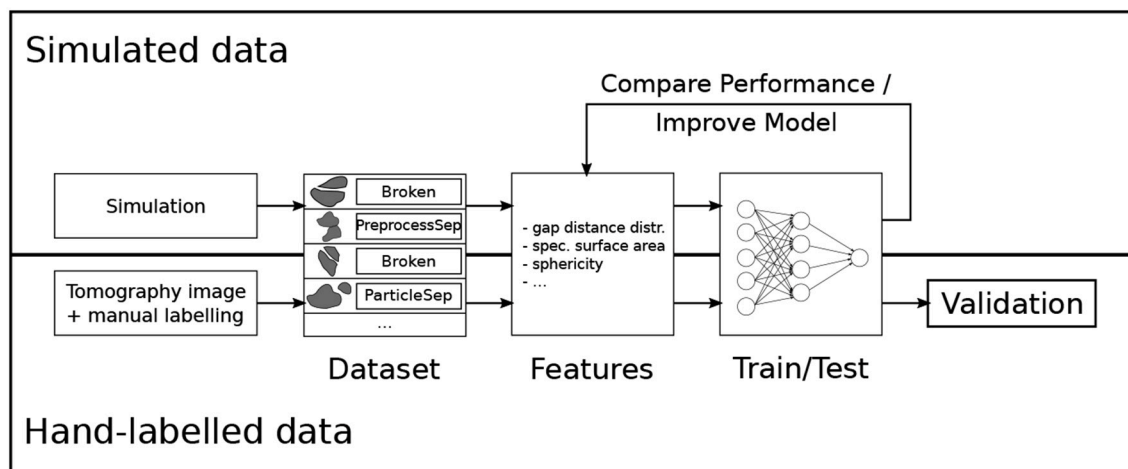 Simulated data
Compare Performance /
Improve Model
Simulation
Broken
PreprocessSep
Broken
ParticleSep
...
- gap distance distr.
- spec. surface area
- sphericity
- ...
Tomography image
+ manual labelling
Validation
Dataset
Features
Train/Test
Hand-labelled data